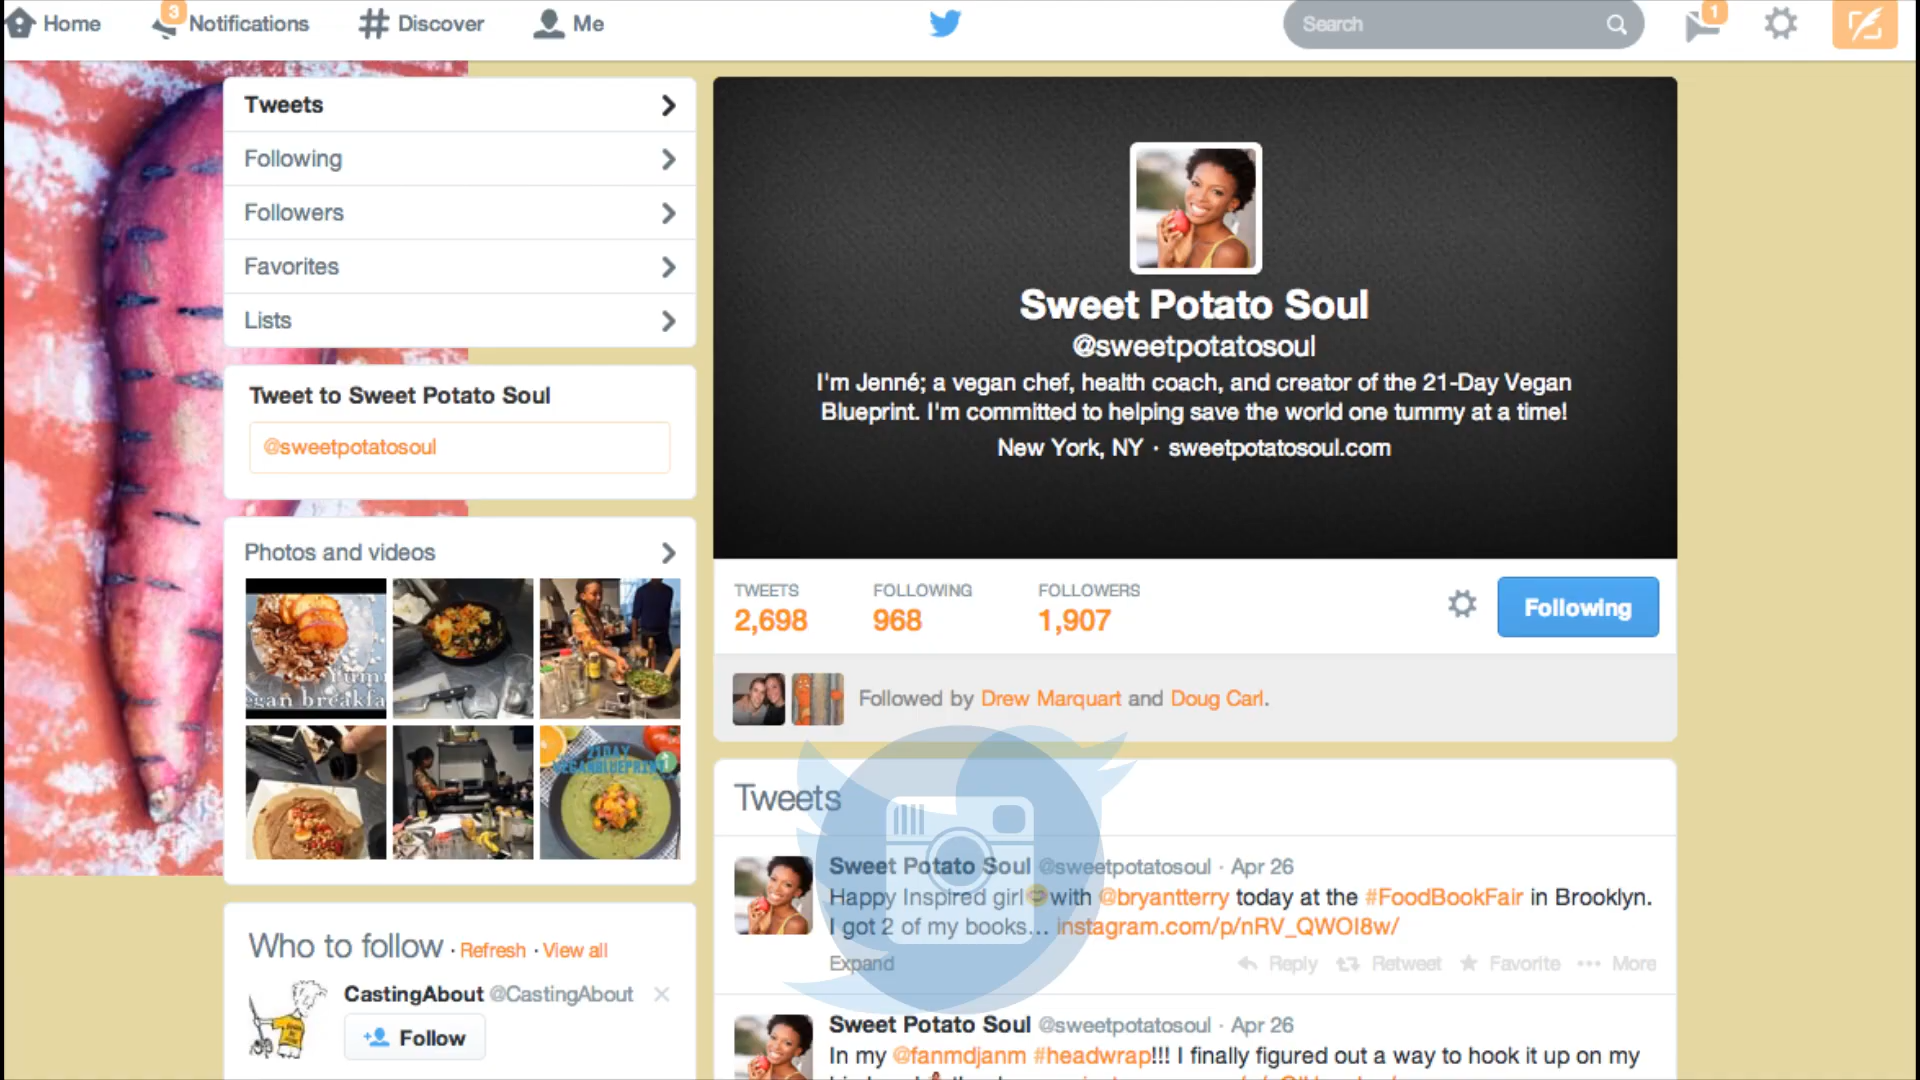 Home
3
Notifications
Discover
Me
Search
1
Tweets
Following
Followers
Favorites
Lists
Tweet to Sweet Potato Soul
@sweetpotatosoul
Photos and videos
Yumm
egan breakfa
21DAY
VEGANBLUEPRINT
Who to follow · Refresh · View all
CastingAbout @CastingAbout
Follow
Sweet Potato Soul
@sweetpotatosoul
I'm Jenné; a vegan chef, health coach, and creator of the 21-Day Vegan
Blueprint. I'm committed to helping save the world one tummy at a time!
New York, NY · sweetpotatosoul.com
TWEETS
2,698
FOLLOWING
968
FOLLOWERS
1,907
Following
Followed by Drew Marquart and Doug Carl.
Tweets
Sweet Potato Soul @sweetpotatosoul · Apr 26
Happy Inspired girl😊with @bryantterry today at the #FoodBookFair in Brooklyn.
I got 2 of my books... instagram.com/p/nRV_QWOI8w/
Expand
Reply
Retweet
Favorite
More
Sweet Potato Soul @sweetpotatosoul · Apr 26
In my @fanmdjanm #headwrap!!! I finally figured out a way to hook it up on my